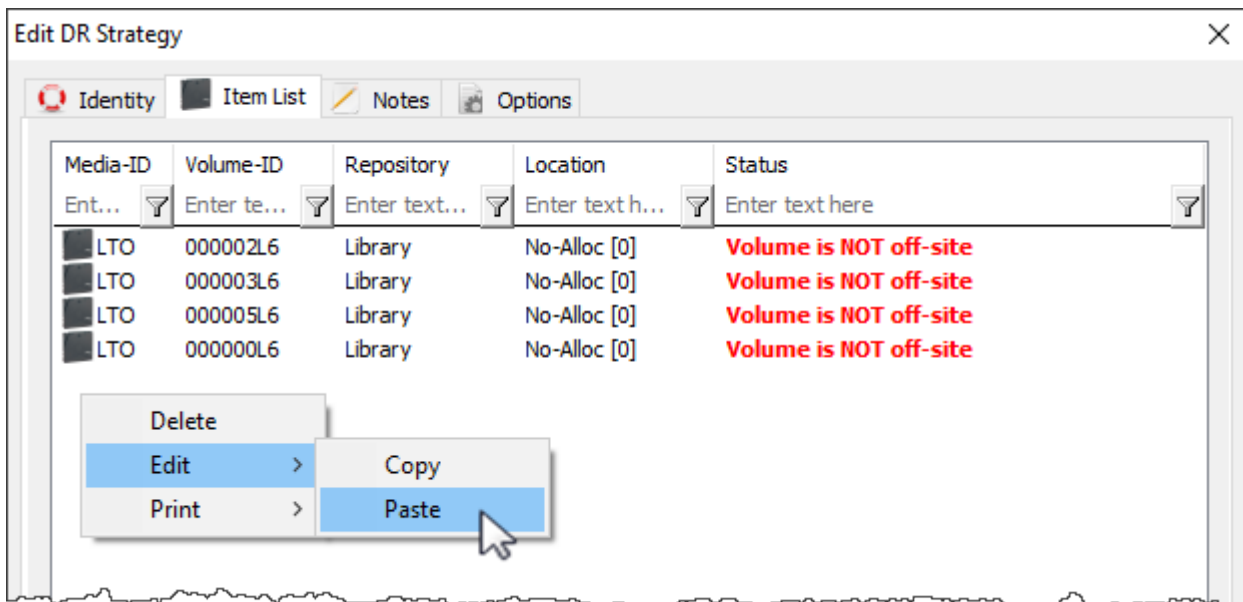 Edit DR Strategy
Identity Item List Notes Options
Media-ID Volume-ID Repository Location Status
Ent... Enter te... Enter text... Enter text h... Enter text here
LTO 000002L6 Library No-Alloc [0] Volume is NOT off-site
LTO 000003L6 Library No-Alloc [0] Volume is NOT off-site
LTO 000005L6 Library No-Alloc [0] Volume is NOT off-site
LTO 000000L6 Library No-Alloc [0] Volume is NOT off-site
Delete
Edit > Copy
Print > Paste